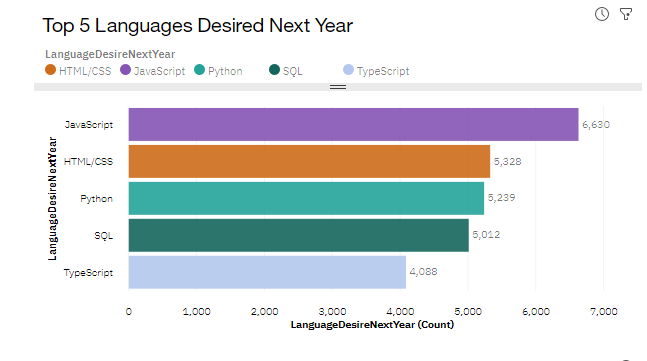 Top 5 Languages Desired Next Year
LanguageDesireNextYear
HTML/CSS JavaScript Python SQL TypeScript
LanguageDesireNextYear
JavaScript 6,630
HTML/CSS 5,328
Python 5,239
SQL 5,012
TypeScript 4,088
0 1,000 2,000 3,000 4,000 5,000 6,000 7,000
LanguageDesireNextYear (Count)